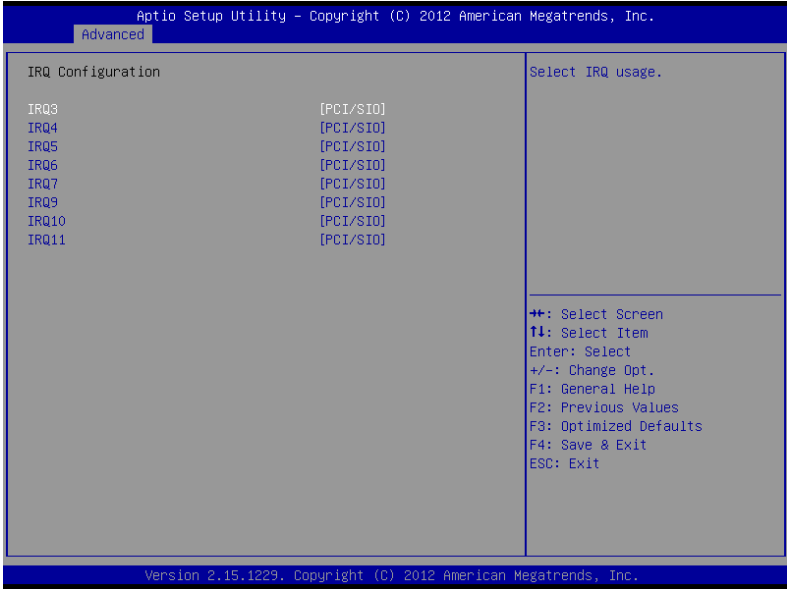 Aptio Setup Utility – Copyright (C) 2012 American Megatrends, Inc.
Advanced
IRQ Configuration
IRQ3 [PCI/SIO]
IRQ4 [PCI/SIO]
IRQ5 [PCI/SIO]
IRQ6 [PCI/SIO]
IRQ7 [PCI/SIO]
IRQ9 [PCI/SIO]
IRQ10 [PCI/SIO]
IRQ11 [PCI/SIO]
Select IRQ usage.
→←: Select Screen
↑↓: Select Item
Enter: Select
+/-: Change Opt.
F1: General Help
F2: Previous Values
F3: Optimized Defaults
F4: Save & Exit
ESC: Exit
Version 2.15.1229. Copyright (C) 2012 American Megatrends, Inc.